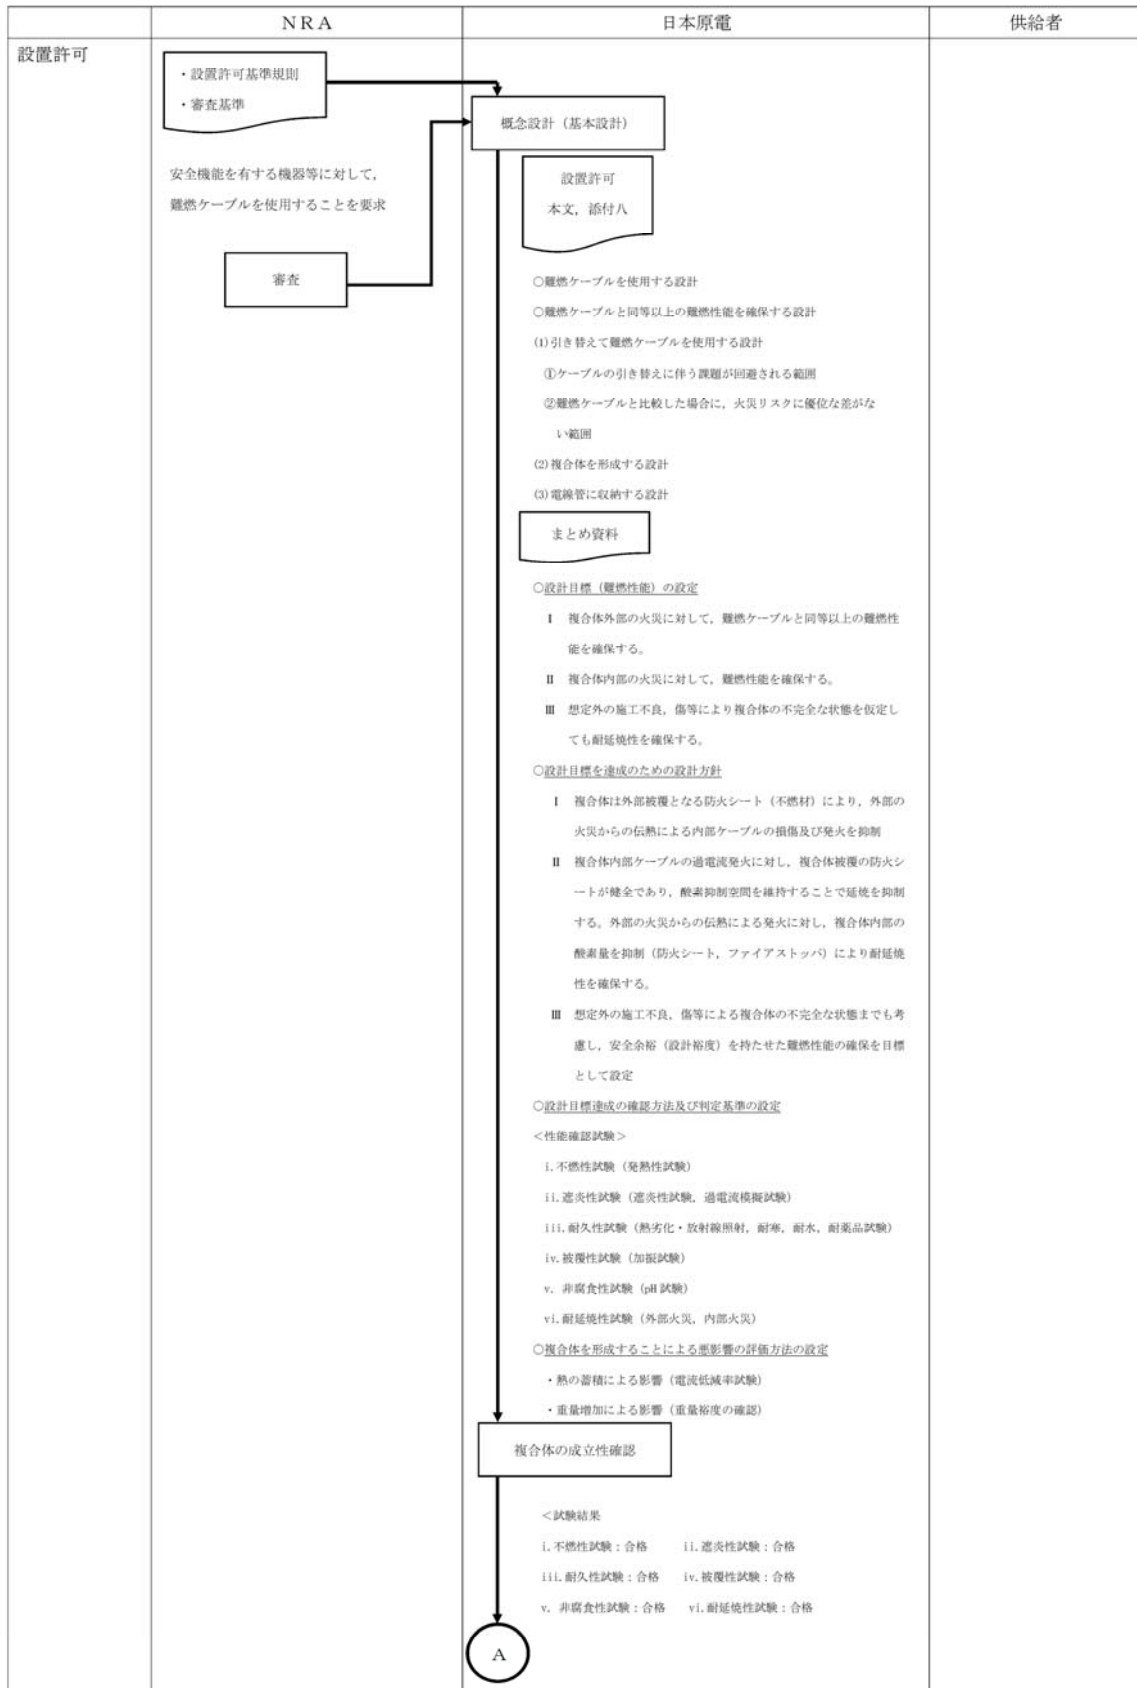 NRA
日本原電
供給者
設置許可
・設置許可基準規則
・審査基準
概念設計（基本設計）
安全機能を有する機器等に対して，
難燃ケーブルを使用することを要求
設置許可
本文，添付八
審査
○難燃ケーブルを使用する設計
○難燃ケーブルと同等以上の難燃性能を確保する設計
(1)引き替えて難燃ケーブルを使用する設計
①ケーブルの引き替えに伴う課題が回避される範囲
②難燃ケーブルと比較した場合に，火災リスクに優位な差がな
い範囲
(2)複合体を形成する設計
(3)電線管に収納する設計
まとめ資料
○設計目標（難燃性能）の設定
Ⅰ 複合体外部の火災に対して，難燃ケーブルと同等以上の難燃性
能を確保する。
Ⅱ 複合体内部の火災に対して，難燃性能を確保する。
Ⅲ 想定外の施工不良，傷等により複合体の不完全な状態を仮定し
ても耐延焼性を確保する。
○設計目標を達成のための設計方針
Ⅰ 複合体は外部被覆となる防火シート（不燃材）により，外部の
火災からの伝熱による内部ケーブルの損傷及び発火を抑制
Ⅱ 複合体内部ケーブルの過電流発火に対し，複合体被覆の防火シ
ートが健全であり，酸素抑制空間を維持することで延焼を抑制
する。外部の火災からの伝熱による発火に対し，複合体内部の
酸素量を抑制（防火シート，ファイアストッパ）により耐延焼
性を確保する。
Ⅲ 想定外の施工不良，傷等による複合体の不完全な状態までも考
慮し，安全余裕（設計裕度）を持たせた難燃性能の確保を目標
として設定
○設計目標達成の確認方法及び判定基準の設定
＜性能確認試験＞
i.不燃性試験（発熱性試験）
ii.遮炎性試験（遮炎性試験，過電流模擬試験）
iii.耐久性試験（熱劣化・放射線照射，耐寒，耐水，耐薬品試験）
iv.被覆性試験（加振試験）
v. 非腐食性試験（pH試験）
vi.耐延焼性試験（外部火災，内部火災）
○複合体を形成することによる悪影響の評価方法の設定
・熱の蓄積による影響（電流低減率試験）
・重量増加による影響（重量裕度の確認）
複合体の成立性確認
＜試験結果
i.不燃性試験：合格 ii.遮炎性試験：合格
iii.耐久性試験：合格 iv.被覆性試験：合格
v. 非腐食性試験：合格 vi.耐延焼性試験：合格
A